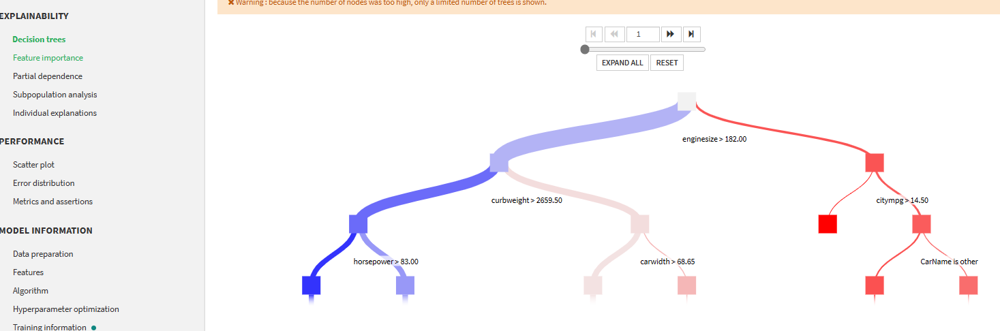 Warning : because the number of nodes was too high, only a limited number of trees is shown.
EXPLAINABILITY
Decision trees
Feature importance
Partial dependence
Subpopulation analysis
Individual explanations
PERFORMANCE
Scatter plot
Error distribution
Metrics and assertions
MODEL INFORMATION
Data preparation
Features
Algorithm
Hyperparameter optimization
Training information
1
EXPAND ALL RESET
enginesize > 182.00
curbweight > 2659.50
citympg > 14.50
horsepower > 83.00
carwidth > 68.65
CarName is other